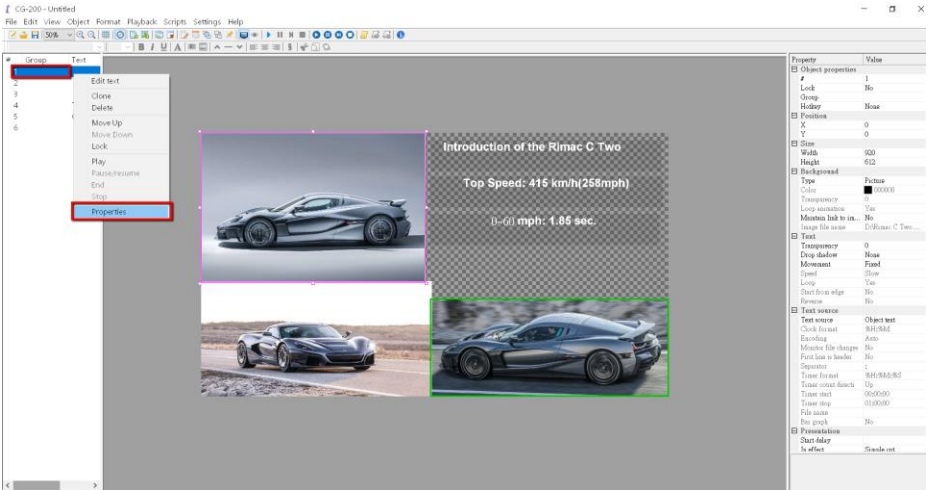 CG-200 - Untitled
File Edit View Object Format Playback Scripts Settings Help
50%
B I U A
# Group Text
1
2
3
4
5
6
Edit text
Clone
Delete
Move Up
Move Down
Lock
Play
Pause/resume
End
Stop
Properties
Introduction of the Rimac C Two
Top Speed: 415 km/h(258mph)
0~60 mph: 1.85 sec.
Property Value
Object properties
# 1
Lock No
Group
Hotkey None
Position
X 0
Y 0
Size
Width 920
Height 612
Background
Type Picture
Color 000000
Transparency 0
Loop animation Yes
Maintain link to im... No
Image file name D:\Rimac C Two ...
Text
Transparency 0
Drop shadow None
Movement Fixed
Speed Slow
Loop Yes
Start from edge No
Reverse No
Text source
Text source Object text
Clock format %H:%M
Encoding Auto
Monitor file changes No
First line is header No
Separator ;
Timer format %H:%M:%S
Timer count directi Up
Timer start 00:00:00
Timer stop 01:00:00
File name
Bar graph No
Presentation
Start delay
In effect Simple cut